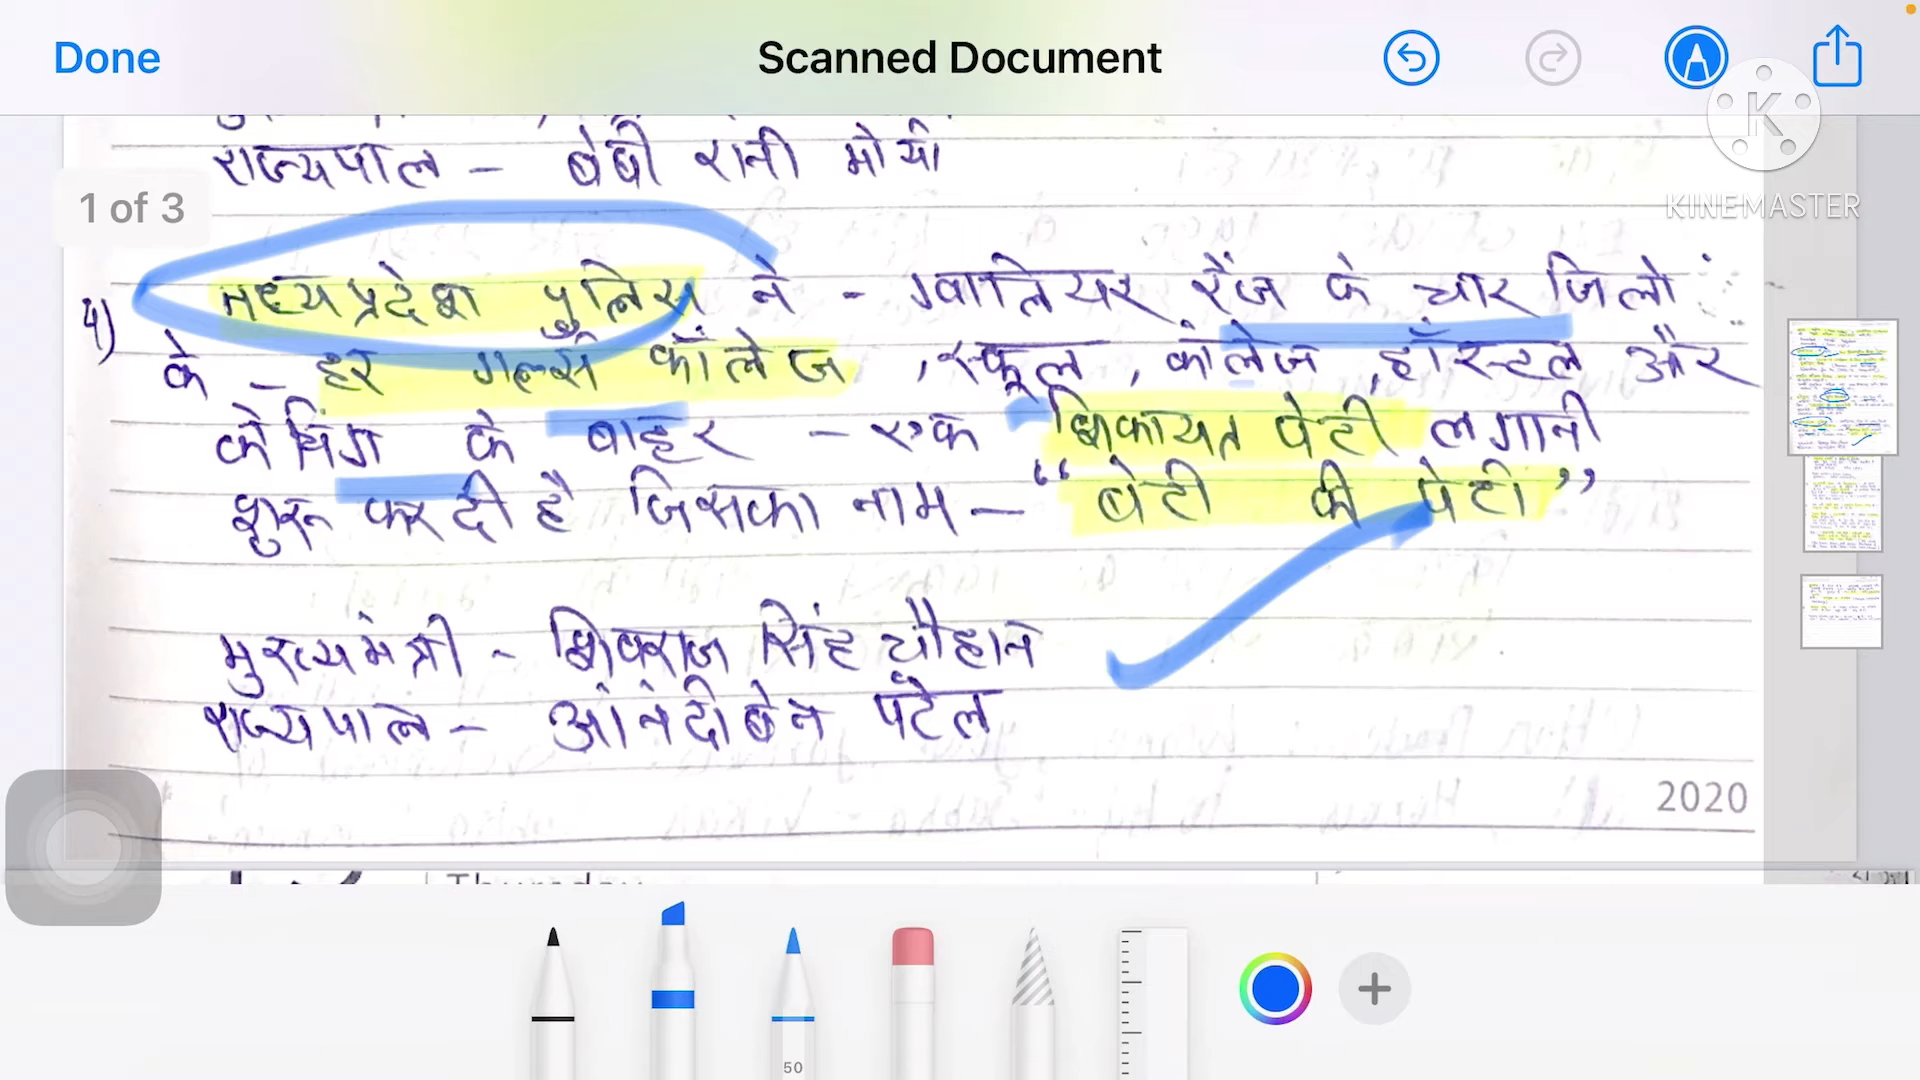 Done
Scanned Document
K
KINEMASTER
1 of 3
राज्यपाल - बेबी रानी मौर्या
4) मध्यप्रदेश पुलिस ने - ग्वालियर रेंज के चार जिलों
के - हर गर्ल्स कॉलेज , स्कूल , कॉलेज , हॉस्टल और
कोचिंग के बाहर - एक शिकायत पेटी लगानी
शुरू कर दी है जिसका नाम - “बेटी की पेटी”
मुख्यमंत्री - शिवराज सिंह चौहान
राज्यपाल - आनंदीबेन पटेल
2020
Thursday
50